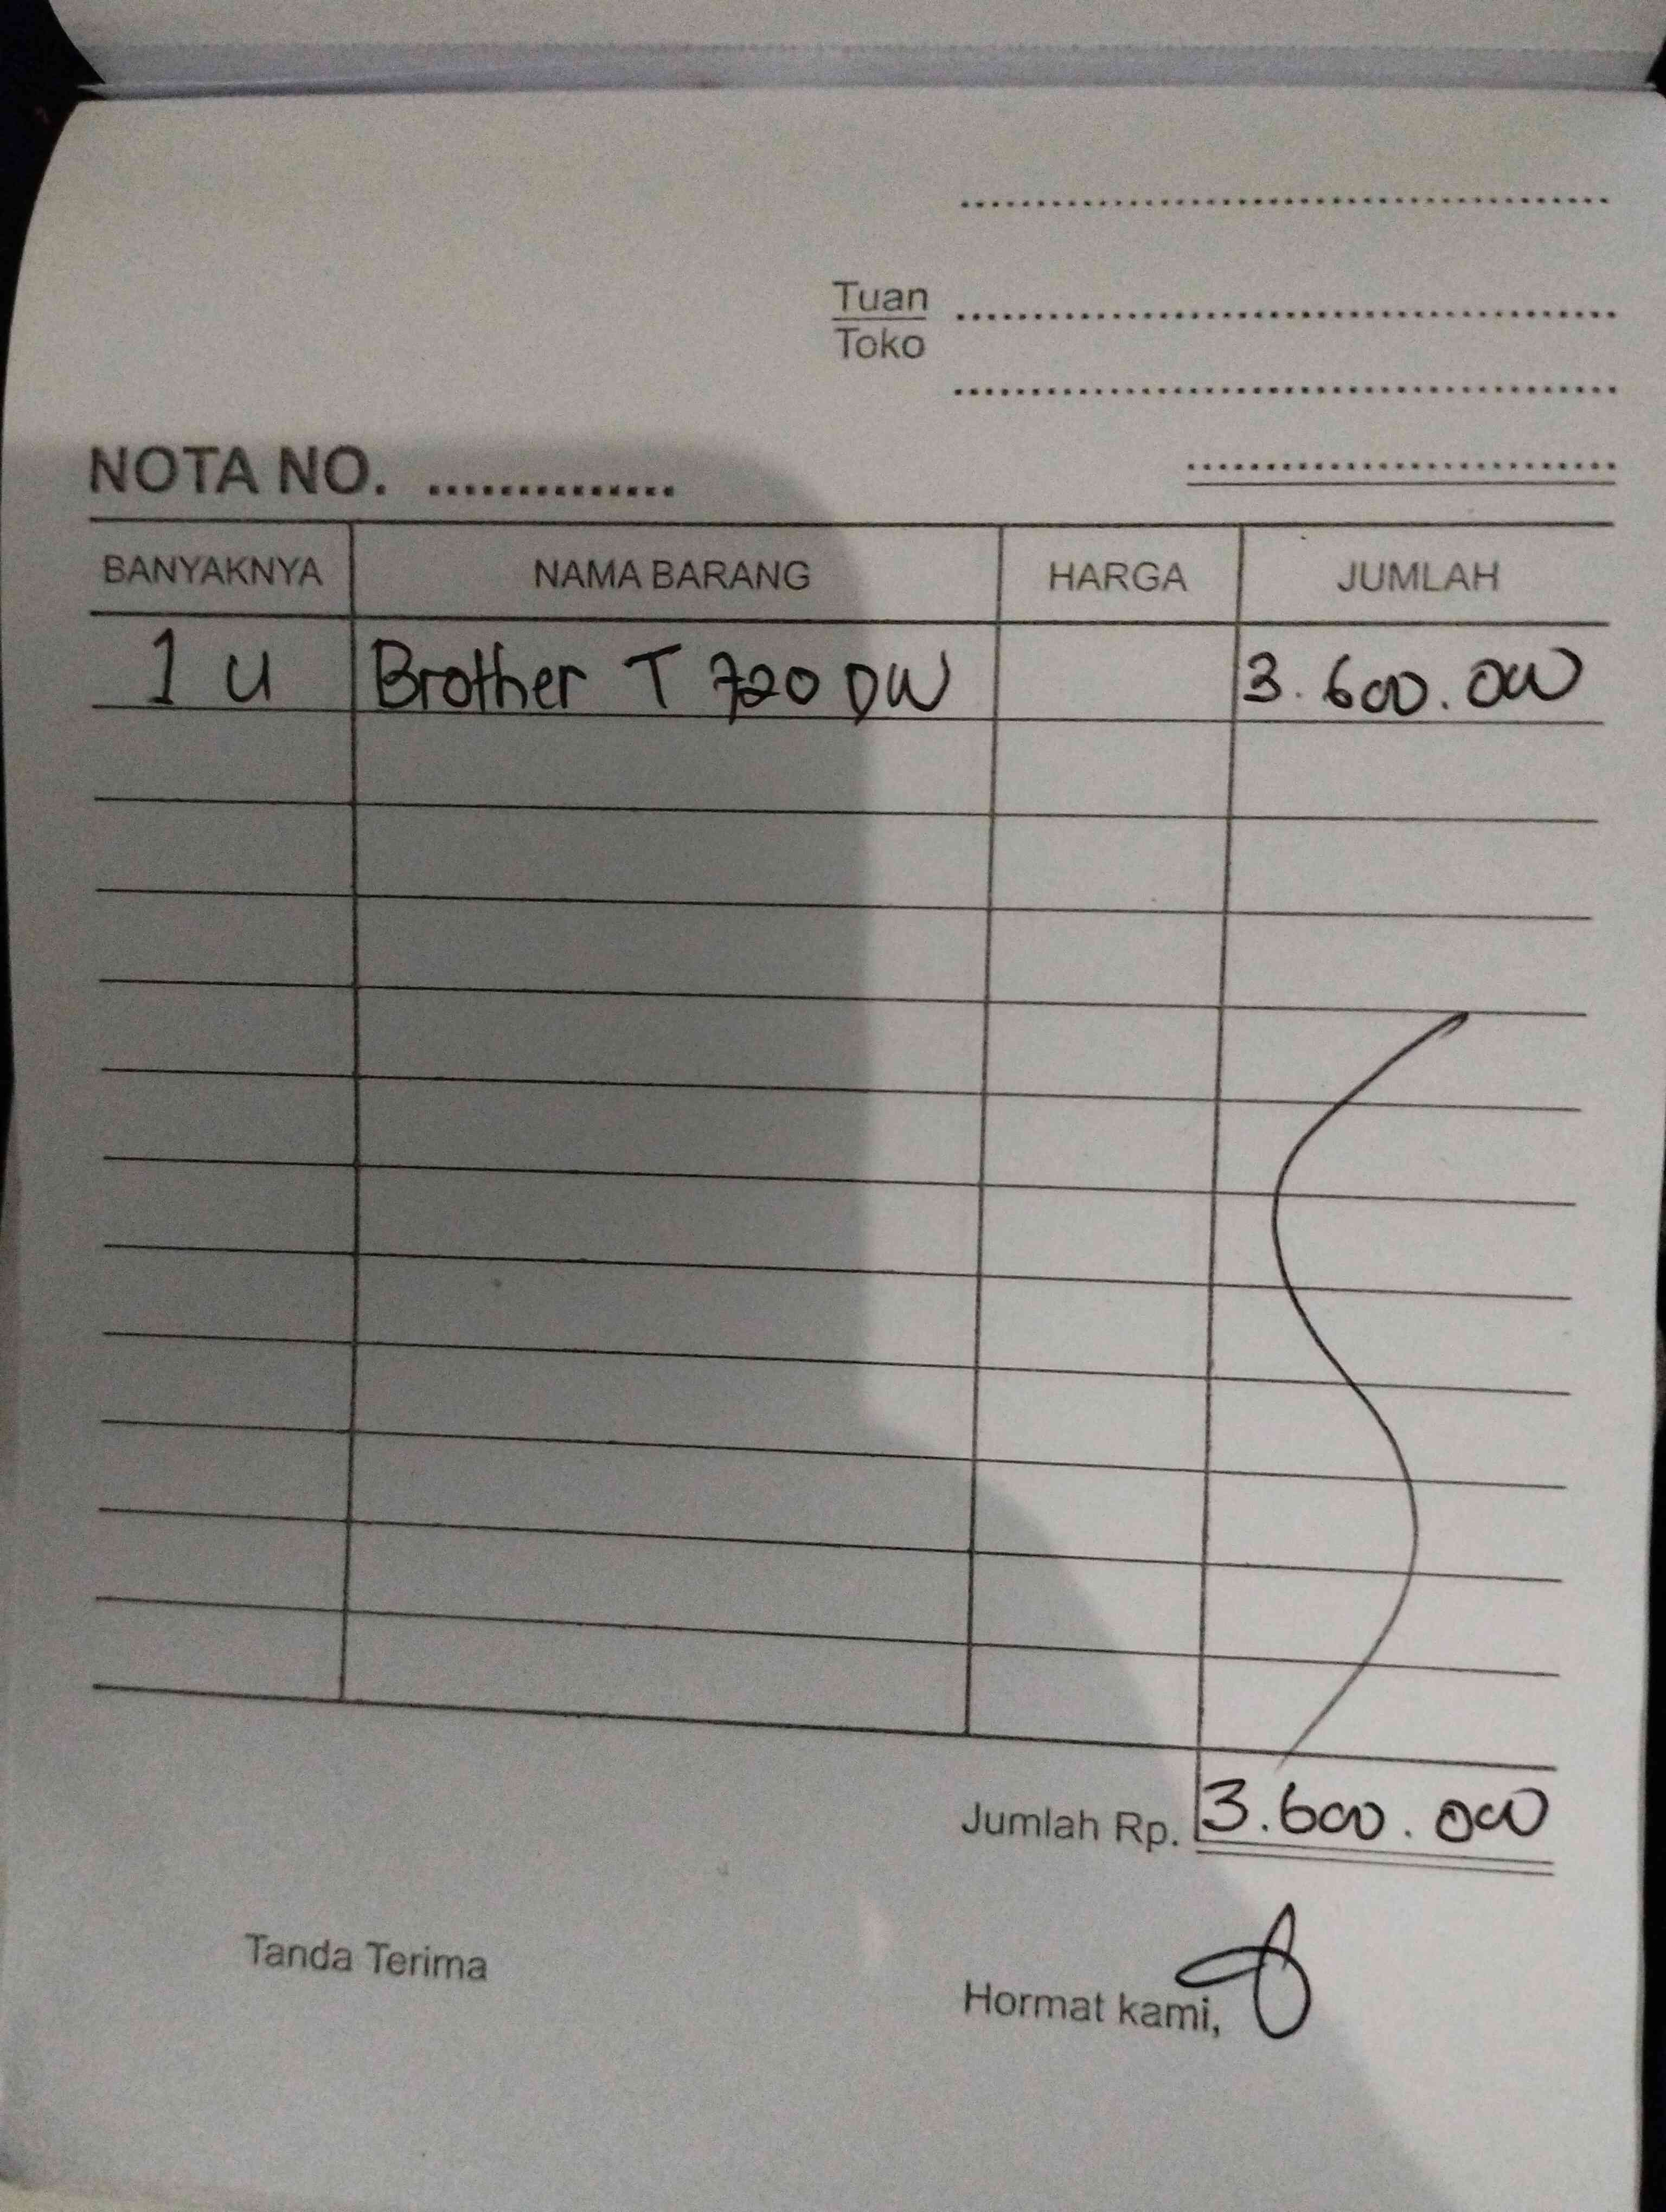 Tuan
Toko
NOTA NO.
BANYAKNYA NAMA BARANG HARGA JUMLAH
1 U Brother T 720 DW 3.600.000
Jumlah Rp. 3.600.000
Tanda Terima
Hormat kami,